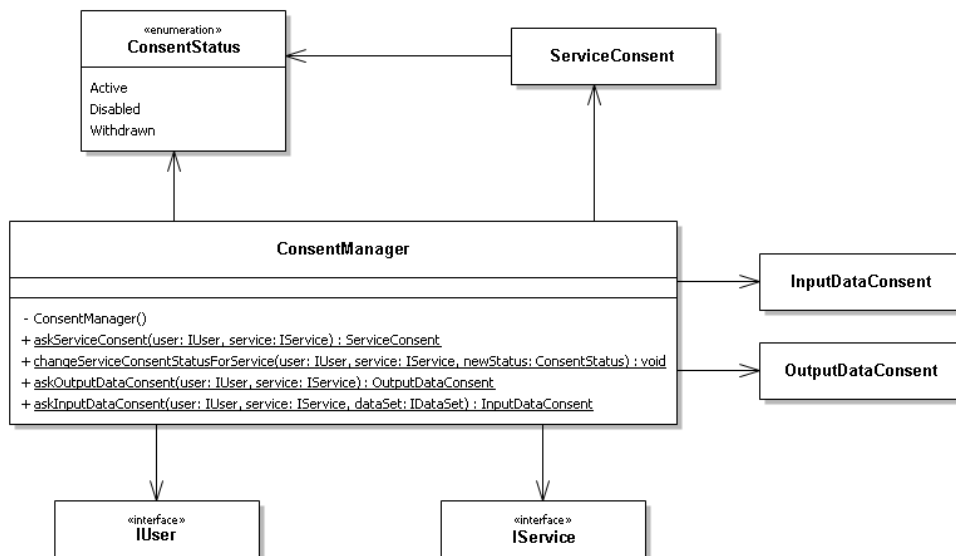 «enumeration»
ConsentStatus
Active
Disabled
Withdrawn
ServiceConsent
ConsentManager
- ConsentManager()
+ askServiceConsent(user: IUser, service: IService) : ServiceConsent
+ changeServiceConsentStatusForService(user: IUser, service: IService, newStatus: ConsentStatus) : void
+ askOutputDataConsent(user: IUser, service: IService) : OutputDataConsent
+ askInputDataConsent(user: IUser, service: IService, dataSet: IDataSet) : InputDataConsent
InputDataConsent
OutputDataConsent
«interface»
IUser
«interface»
IService